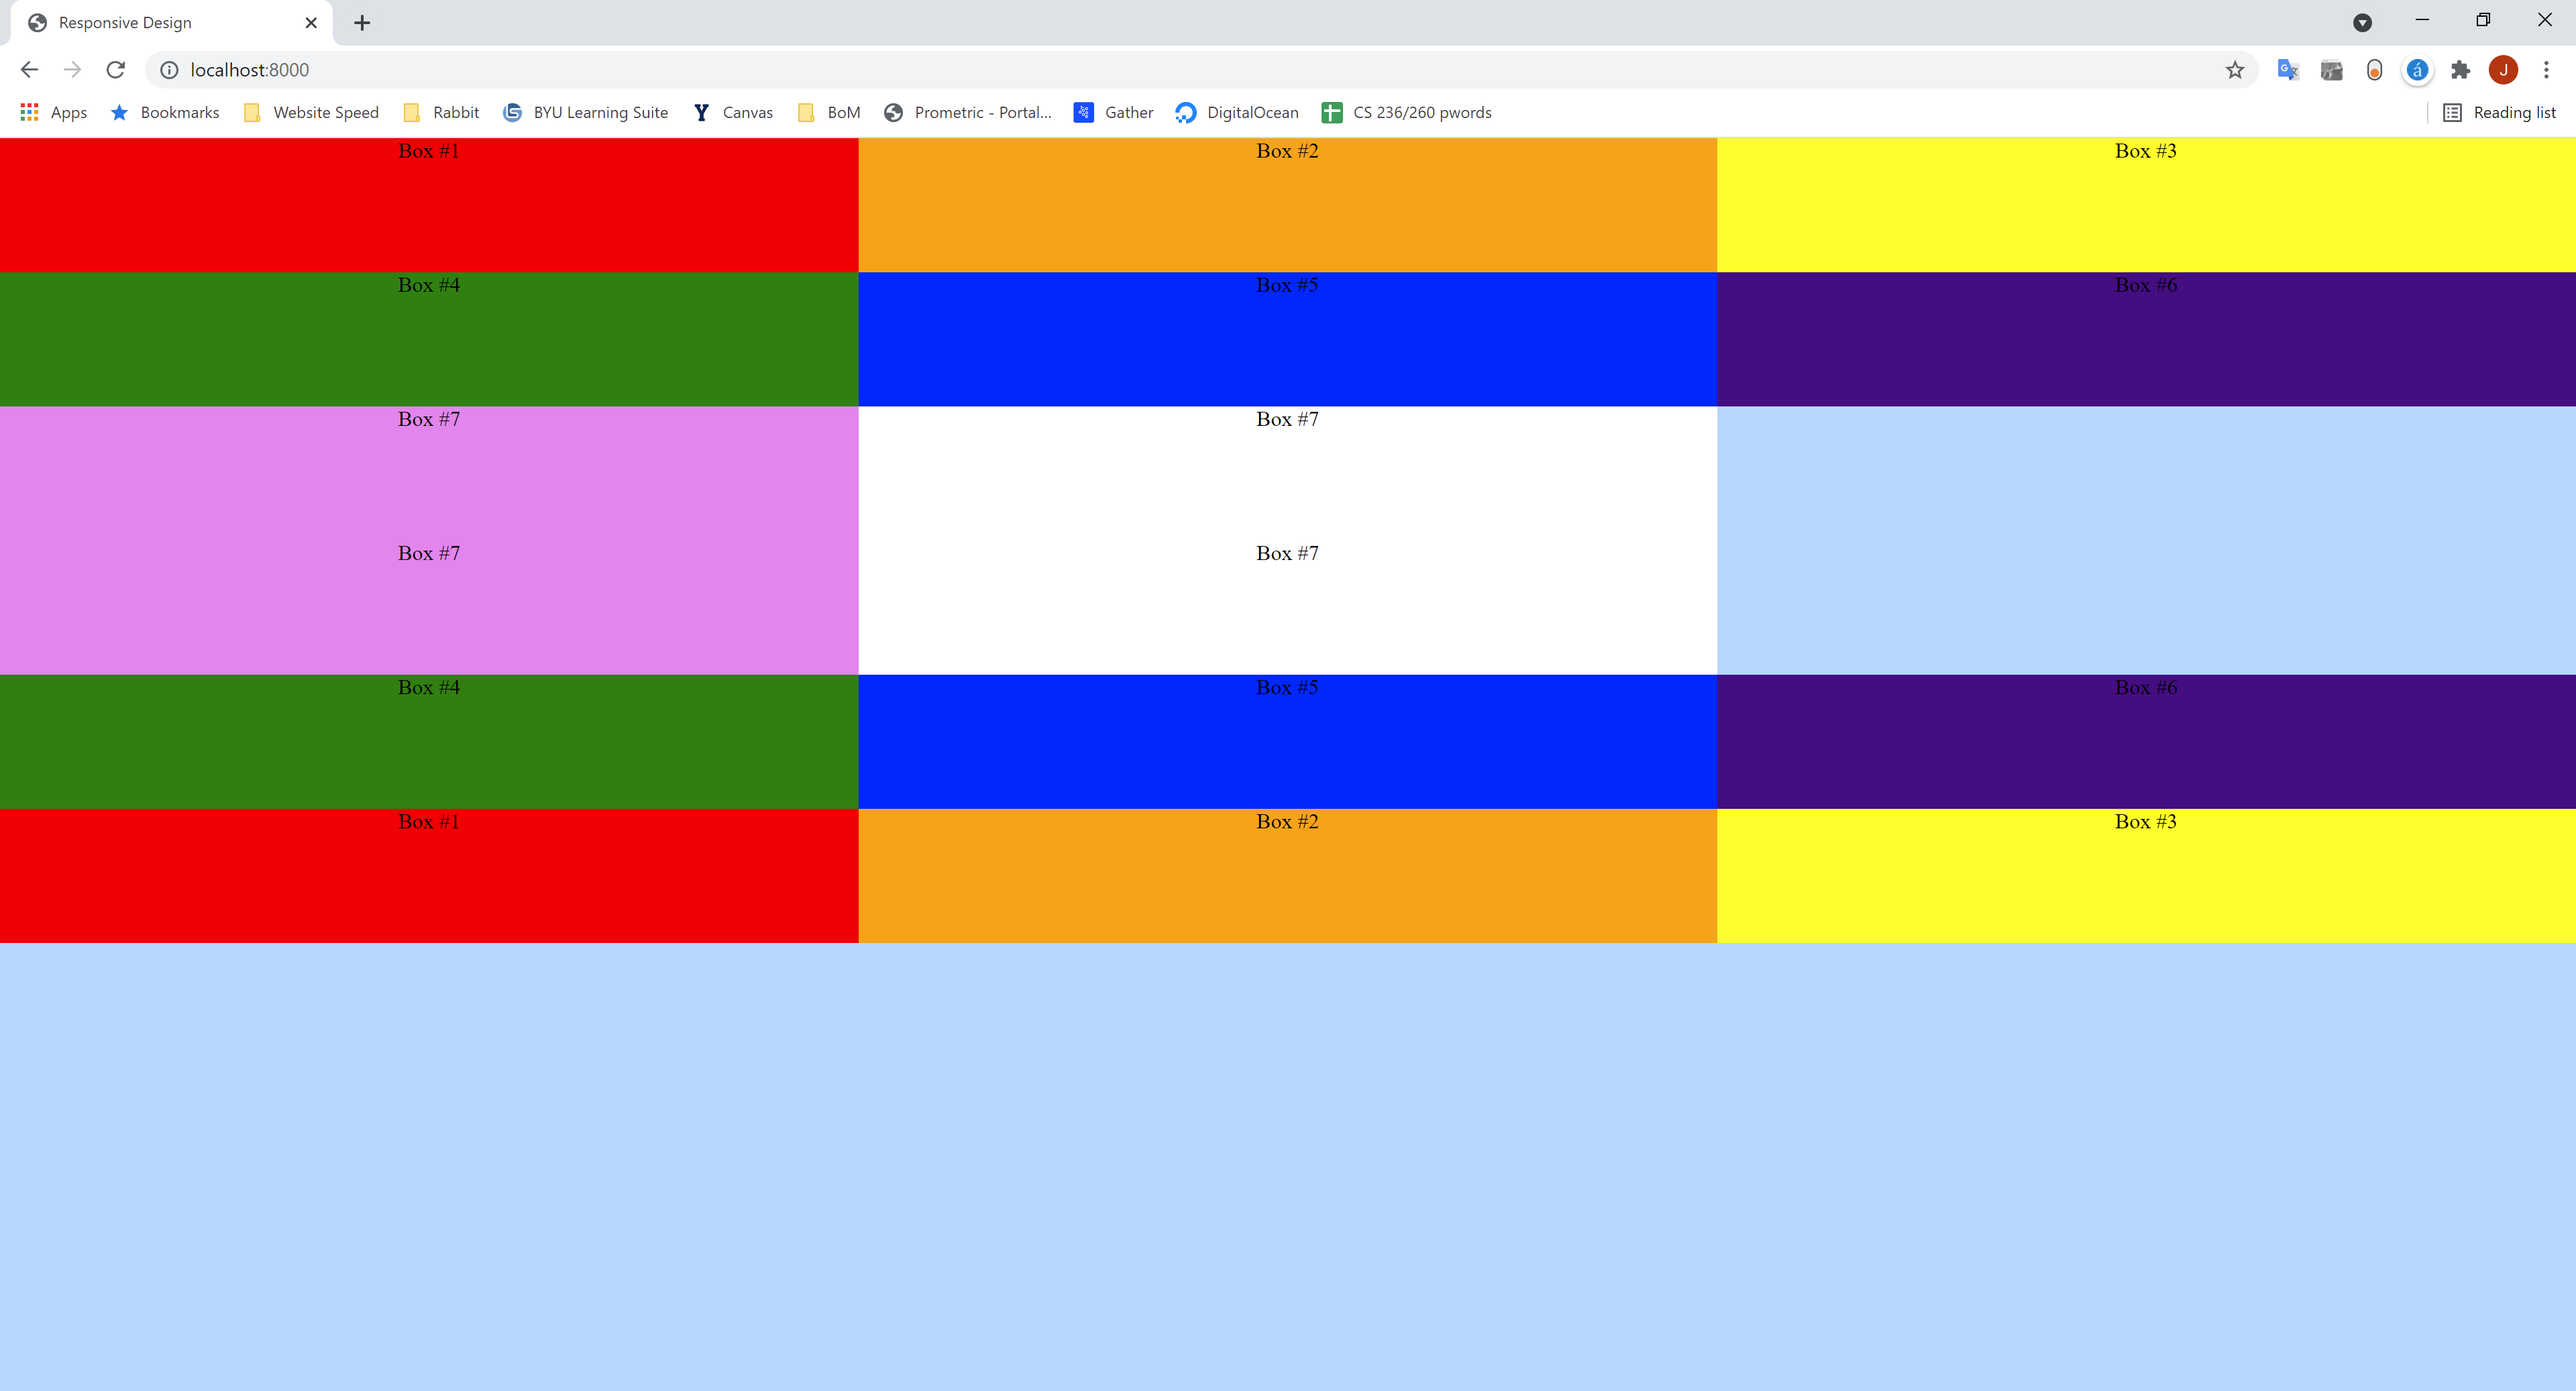 Responsive Design
localhost:8000
J
Apps Bookmarks Website Speed Rabbit BYU Learning Suite Canvas BoM Prometric - Portal... Gather DigitalOcean CS 236/260 pwords Reading list
Box #1 Box #2 Box #3
Box #4 Box #5 Box #6
Box #7 Box #7
Box #7 Box #7
Box #4 Box #5 Box #6
Box #1 Box #2 Box #3